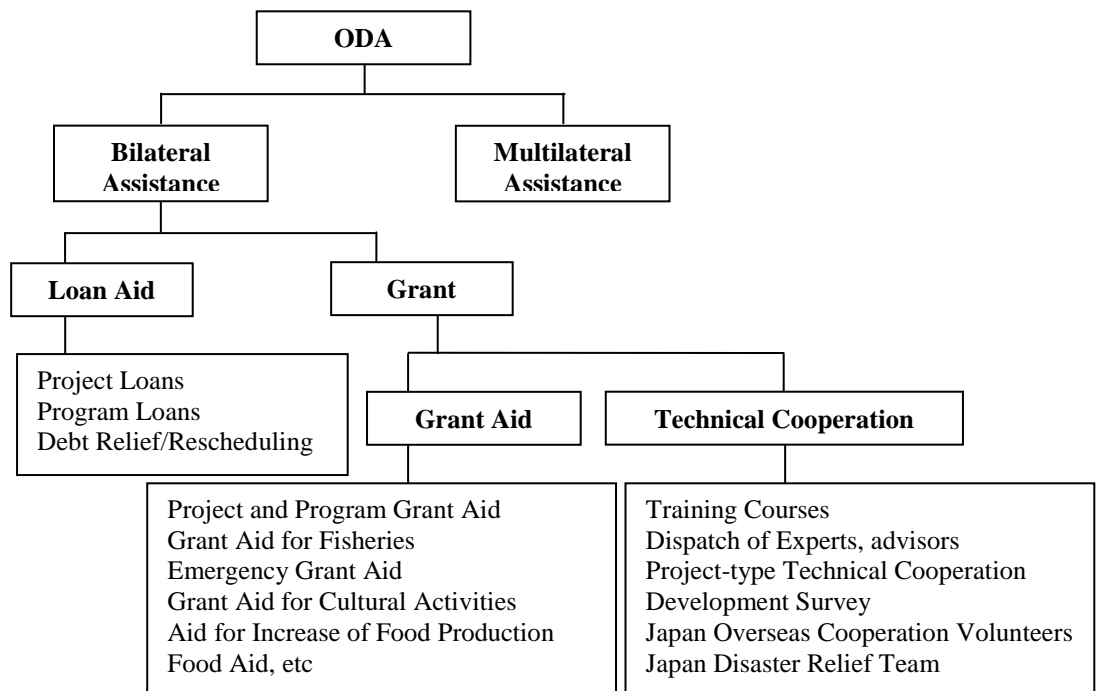 ODA
Bilateral
Assistance
Multilateral
Assistance
Loan Aid
Grant
Project Loans
Program Loans
Debt Relief/Rescheduling
Grant Aid
Technical Cooperation
Project and Program Grant Aid
Grant Aid for Fisheries
Emergency Grant Aid
Grant Aid for Cultural Activities
Aid for Increase of Food Production
Food Aid, etc
Training Courses
Dispatch of Experts, advisors
Project-type Technical Cooperation
Development Survey
Japan Overseas Cooperation Volunteers
Japan Disaster Relief Team